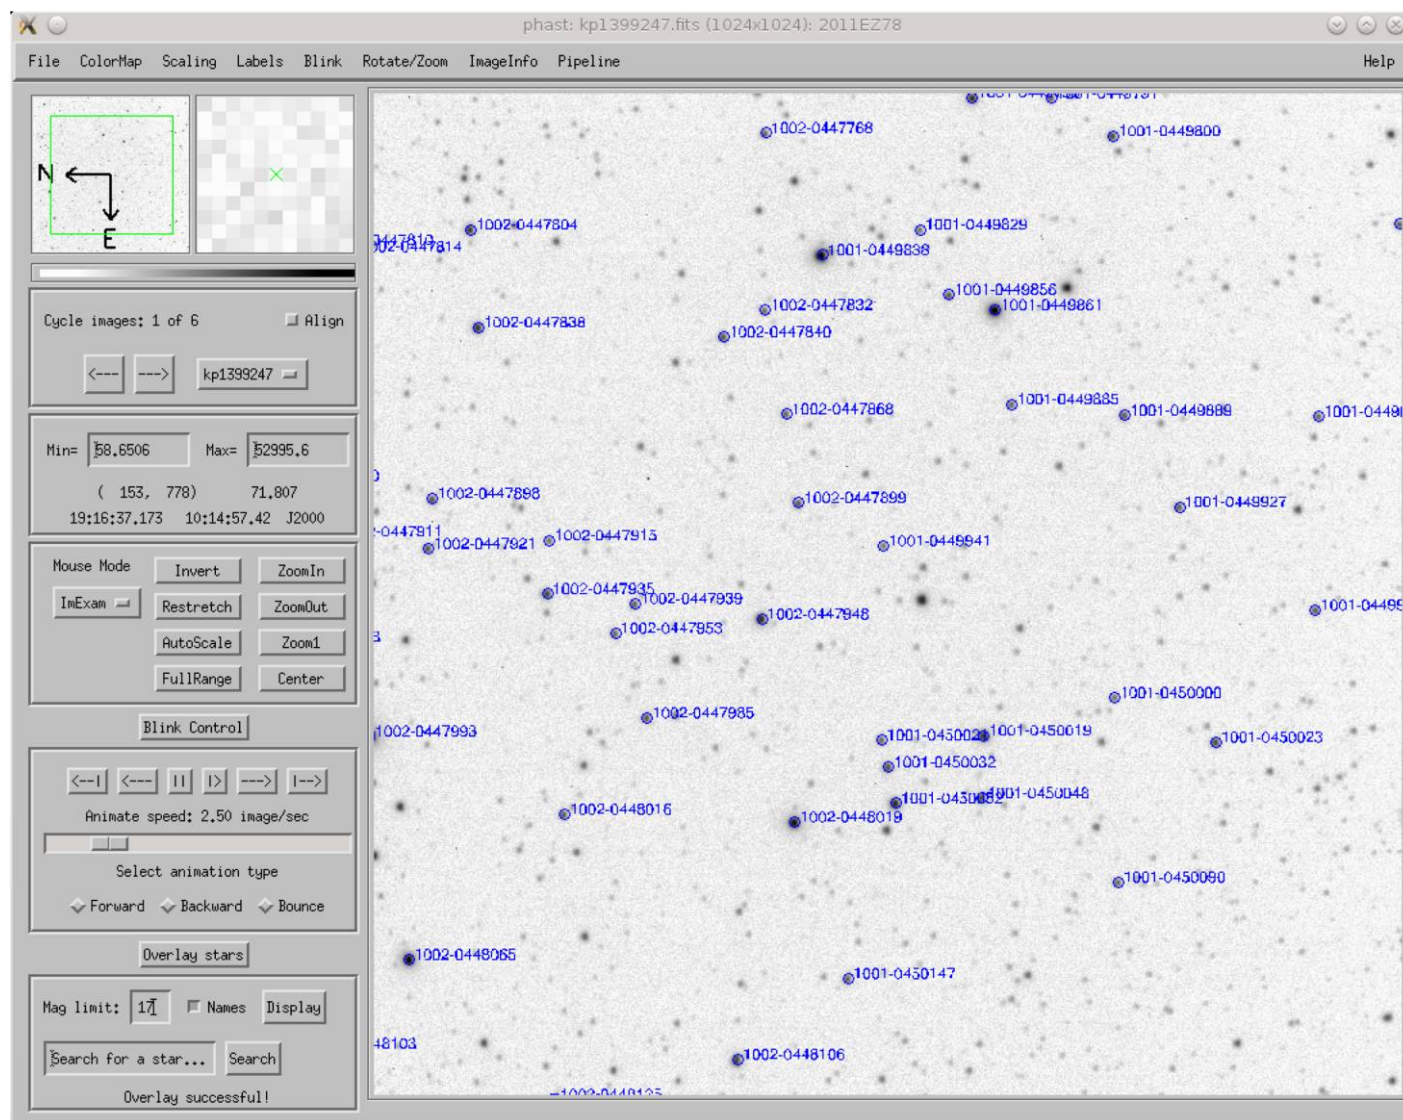 phast: kp1399247.fits (1024x1024): 2011EZ78
File ColorMap Scaling Labels Blink Rotate/Zoom ImageInfo Pipeline Help
N
E
Cycle images: 1 of 6 Align
<--- ---> kp1399247
Min= 58.6506 Max= 52995.6
( 153, 778) 71.807
19:16:37.173 10:14:57.42 J2000
Mouse Mode Invert ZoomIn
ImExam Restretch ZoomOut
AutoScale Zoom1
FullRange Center
Blink Control
<--| <--- || |> ---> |-->
Animate speed: 2.50 image/sec
Select animation type
Forward Backward Bounce
Overlay stars
Mag limit: 17 Names Display
Search for a star... Search
Overlay successful!
1002-0447768
1001-0449800
1002-0447804
1001-0449829
1001-0449838
1001-0449856
1002-0447832
1001-0449861
1002-0447838
1002-0447840
1001-0449885
1002-0447868
1001-0449889
1002-0447898
1002-0447899
1001-0449927
1002-0447915
1001-0449941
1002-0447921
1002-0447935
1002-0447939
1002-0447948
1002-0447953
1001-0450000
1002-0447985
1002-0447993
1001-0450019
1001-0450023
1001-0450032
1001-0450048
1002-0448016
1002-0448019
1001-0450090
1002-0448065
1001-0450147
48103
1002-0448106